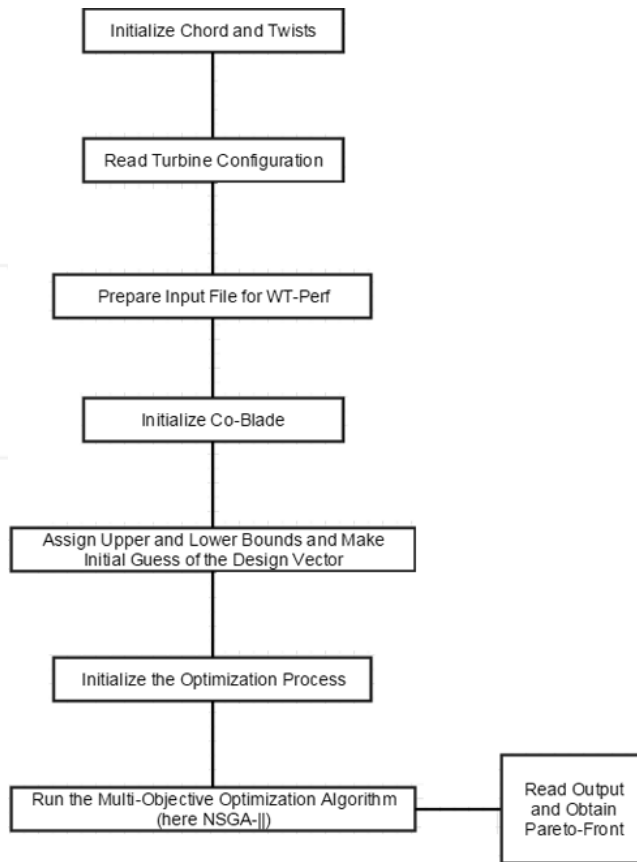 Initialize Chord and Twists
Read Turbine Configuration
Prepare Input File for WT-Perf
Initialize Co-Blade
Assign Upper and Lower Bounds and Make
Initial Guess of the Design Vector
Initialize the Optimization Process
Run the Multi-Objective Optimization Algorithm
(here NSGA-||)
Read Output
and Obtain
Pareto-Front